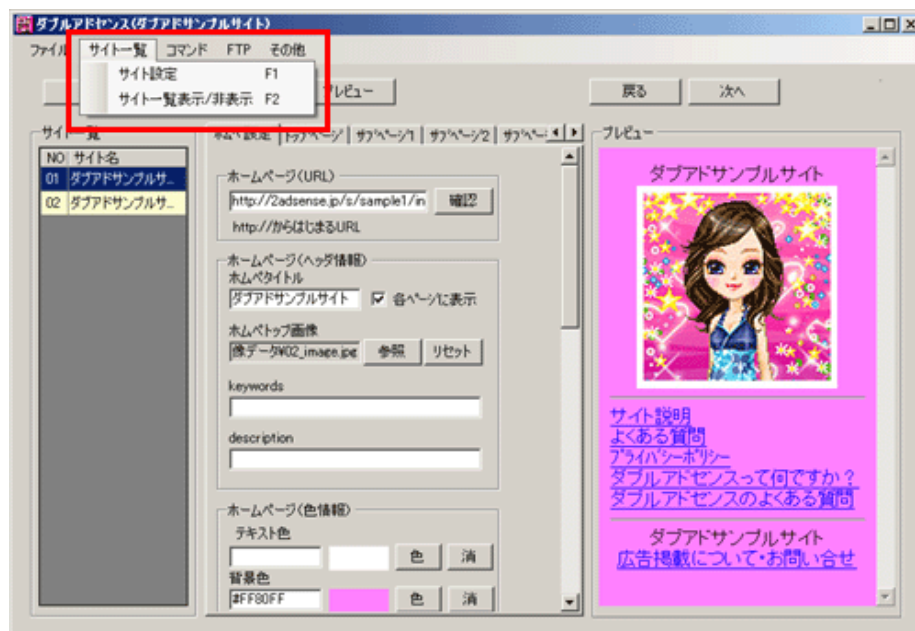 ダブルアドセンス(ダブアドサンプルサイト)
サイト一覧 コマンド FTP その他
サイト設定 F1
サイト一覧表示/非表示 F2
戻る 次へ
NO サイト名
01 ダブアドサンプルサ...
02 ダブアドサンプルサ...
トップページ サブページ1 サブページ2
ホームページ(URL)
http://2adsense.jp/s/sample1/in
確認
http://からはじまるURL
ホームページ(ヘッダ情報)
ホムペタイトル
ダブアドサンプルサイト 各ページに表示
ホムペトップ画像
像データ¥02_image.jpg 参照 リセット
keywords
description
ホームページ(色情報)
テキスト色
色 消
背景色
#FF80FF 色 消
プレビュー
ダブアドサンプルサイト
サイト説明
よくある質問
プライバシーポリシー
ダブルアドセンスって何ですか？
ダブルアドセンスのよくある質問
ダブアドサンプルサイト
広告掲載について・お問い合せ